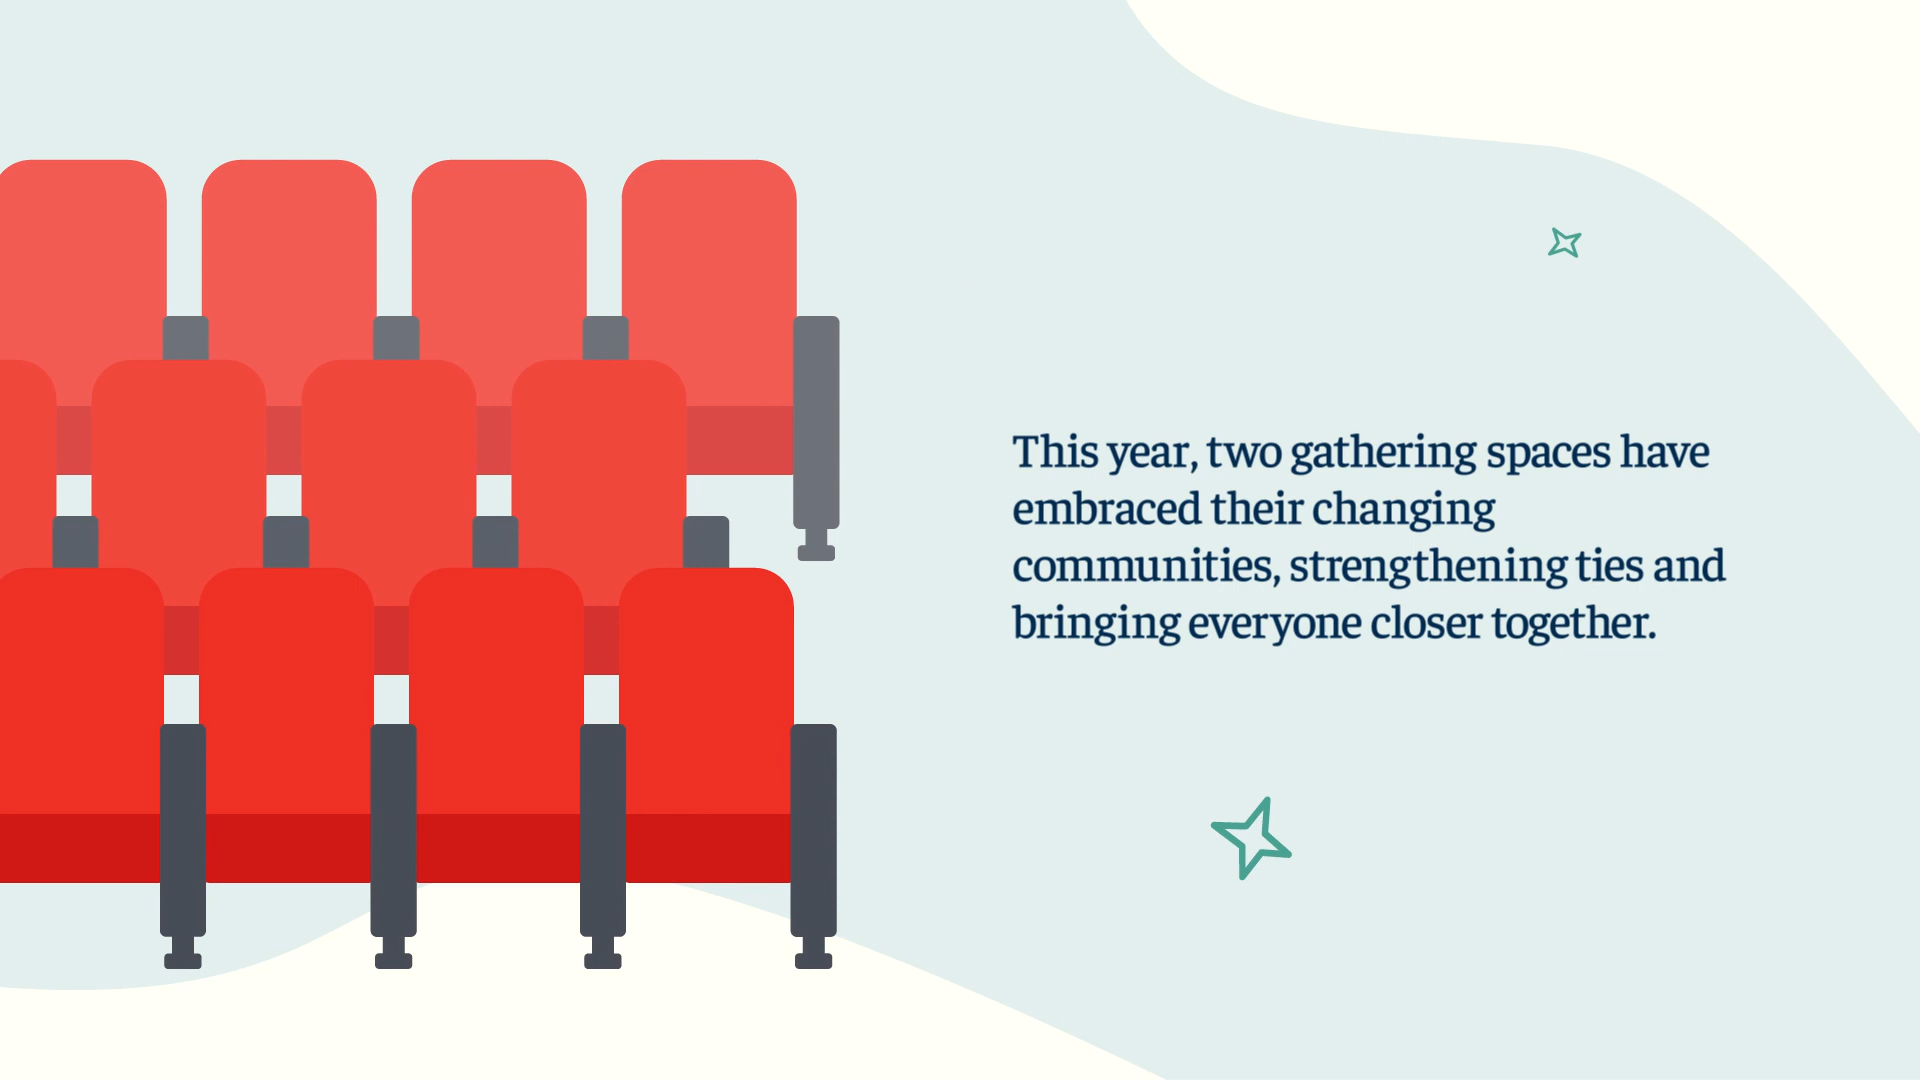 This year, two gathering spaces have
embraced their changing
communities, strengthening ties and
bringing everyone closer together.